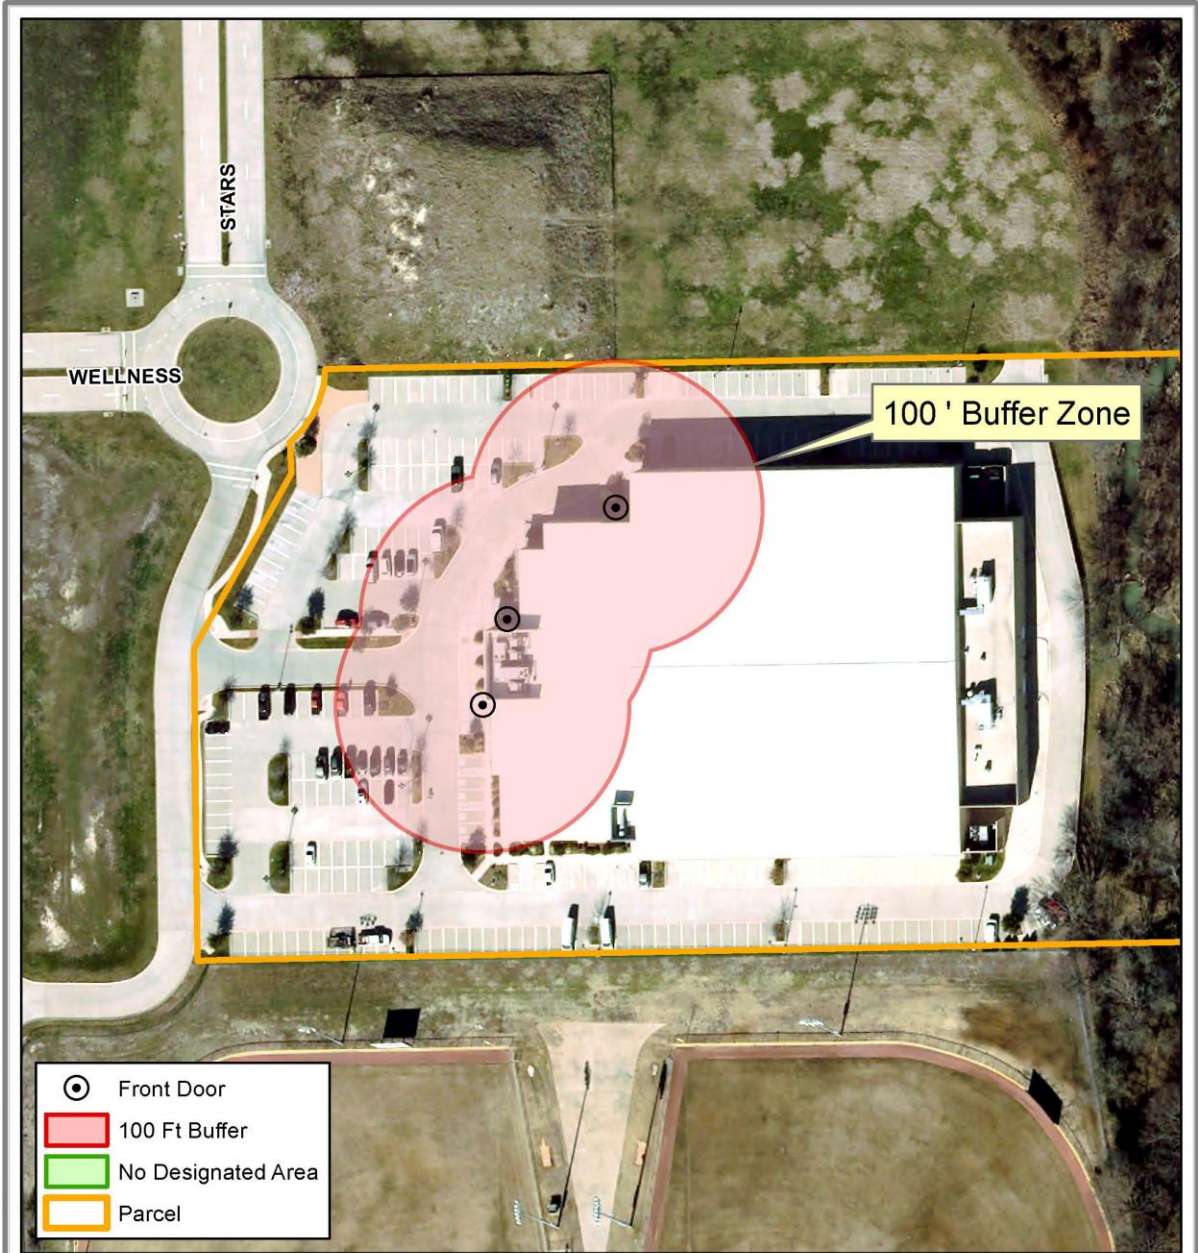 STARS
WELLNESS
100 ' Buffer Zone
Front Door
100 Ft Buffer
No Designated Area
Parcel